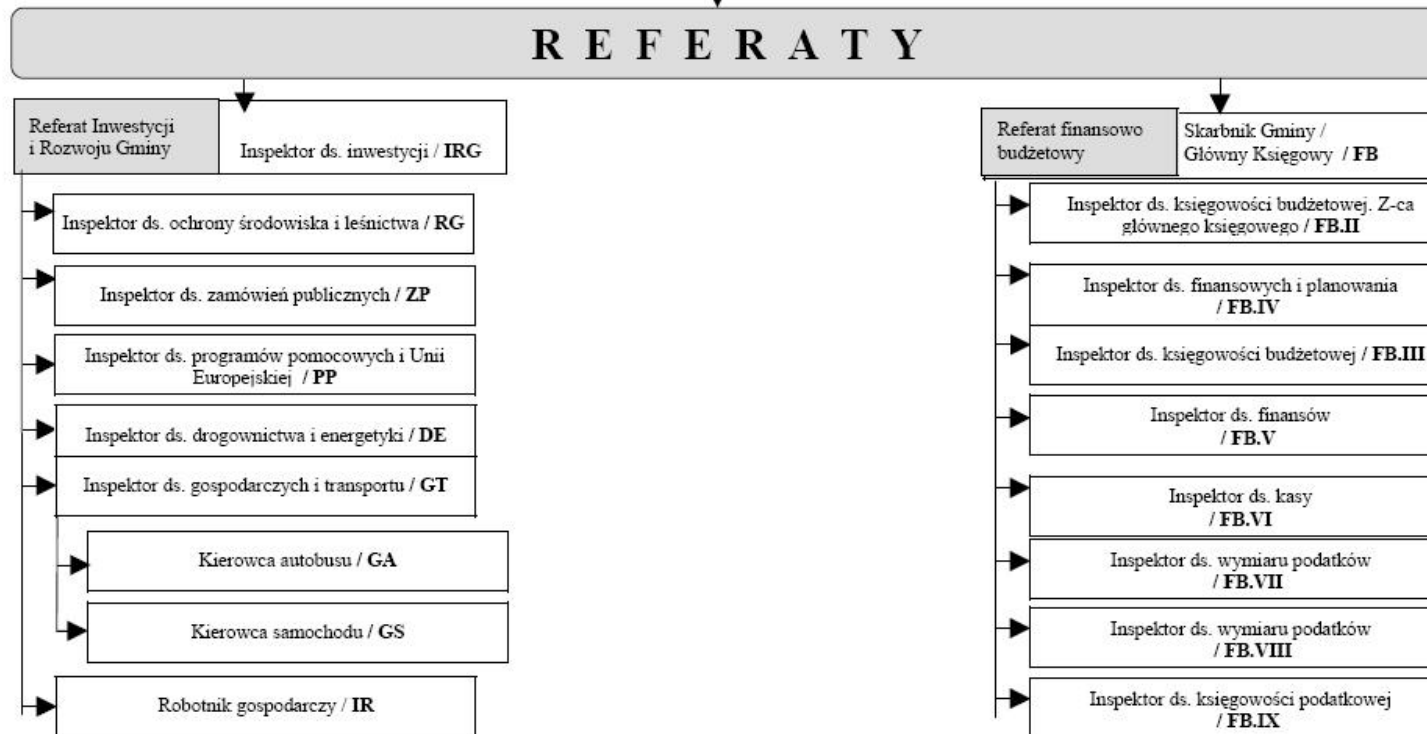 R E F E R A T Y
Referat Inwestycji
i Rozwoju Gminy
Inspektor ds. inwestycji / IRG
Inspektor ds. ochrony środowiska i leśnictwa / RG
Inspektor ds. zamówień publicznych / ZP
Inspektor ds. programów pomocowych i Unii
Europejskiej / PP
Inspektor ds. drogownictwa i energetyki / DE
Inspektor ds. gospodarczych i transportu / GT
Kierowca autobusu / GA
Kierowca samochodu / GS
Robotnik gospodarczy / IR
Referat finansowo
budżetowy
Skarbnik Gminy /
Główny Księgowy / FB
Inspektor ds. księgowości budżetowej. Z-ca
głównego księgowego / FB.II
Inspektor ds. finansowych i planowania
/ FB.IV
Inspektor ds. księgowości budżetowej / FB.III
Inspektor ds. finansów
/ FB.V
Inspektor ds. kasy
/ FB.VI
Inspektor ds. wymiaru podatków
/ FB.VII
Inspektor ds. wymiaru podatków
/ FB.VIII
Inspektor ds. księgowości podatkowej
/ FB.IX